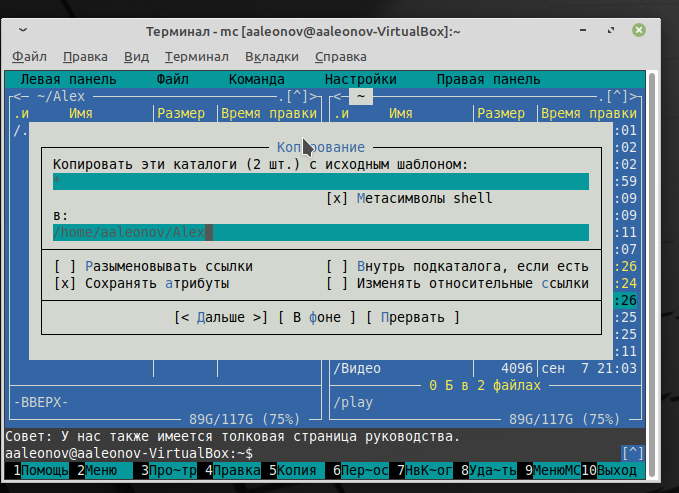 Терминал - mc [aaleonov@aaleonov-VirtualBox]:~
Файл Правка Вид Терминал Вкладки Справка
Левая панель Файл Команда Настройки Правая панель
<— ~/Alex .[^]> <— ~ .[^]>
.и Имя Размер Время правки .и Имя Размер Время правки
/. :01
Копирование :02
Копировать эти каталоги (2 шт.) с исходным шаблоном: :02
* :59
[x] Метасимволы shell :09
в: :09
/home/aaleonov/Alex :11
:07
[ ] Разыменовывать ссылки [ ] Внутрь подкаталога, если есть :26
[x] Сохранять атрибуты [ ] Изменять относительные ссылки :24
:26
[< Дальше >] [ В фоне ] [ Прервать ] :25
:25
:11
/Видео 4096 сен 7 21:03
0 Б в 2 файлах
-ВВЕРХ- /play
89G/117G (75%) 89G/117G (75%)
Совет: У нас также имеется толковая страница руководства.
aaleonov@aaleonov-VirtualBox:~$ [^]
1Помощь 2Меню 3Про~тр 4Правка 5Копия 6Пер~ос 7НвК~ог 8Уда~ть 9МенюМС 10Выход